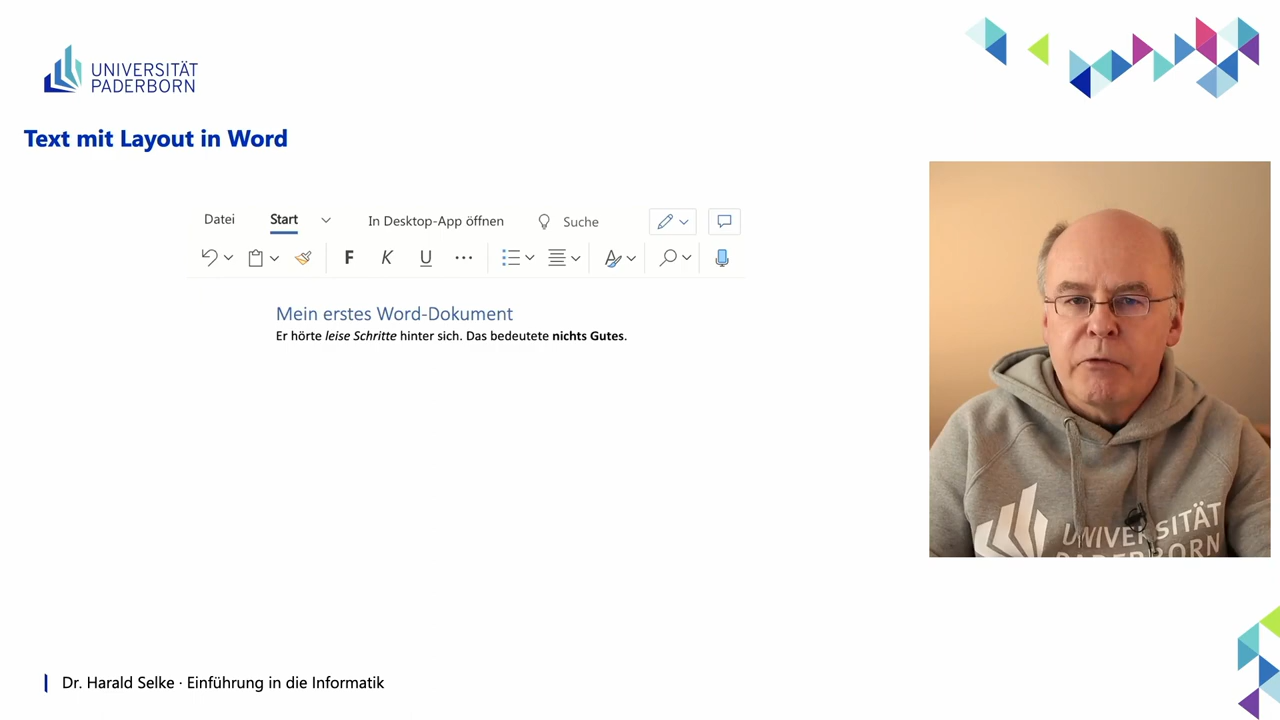 UNIVERSITÄT
PADERBORN
Text mit Layout in Word
Datei Start In Desktop-App öffnen Suche
F K U
Mein erstes Word-Dokument
Er hörte leise Schritte hinter sich. Das bedeutete nichts Gutes.
UNIVERSITÄT
PADERBORN
Dr. Harald Selke · Einführung in die Informatik